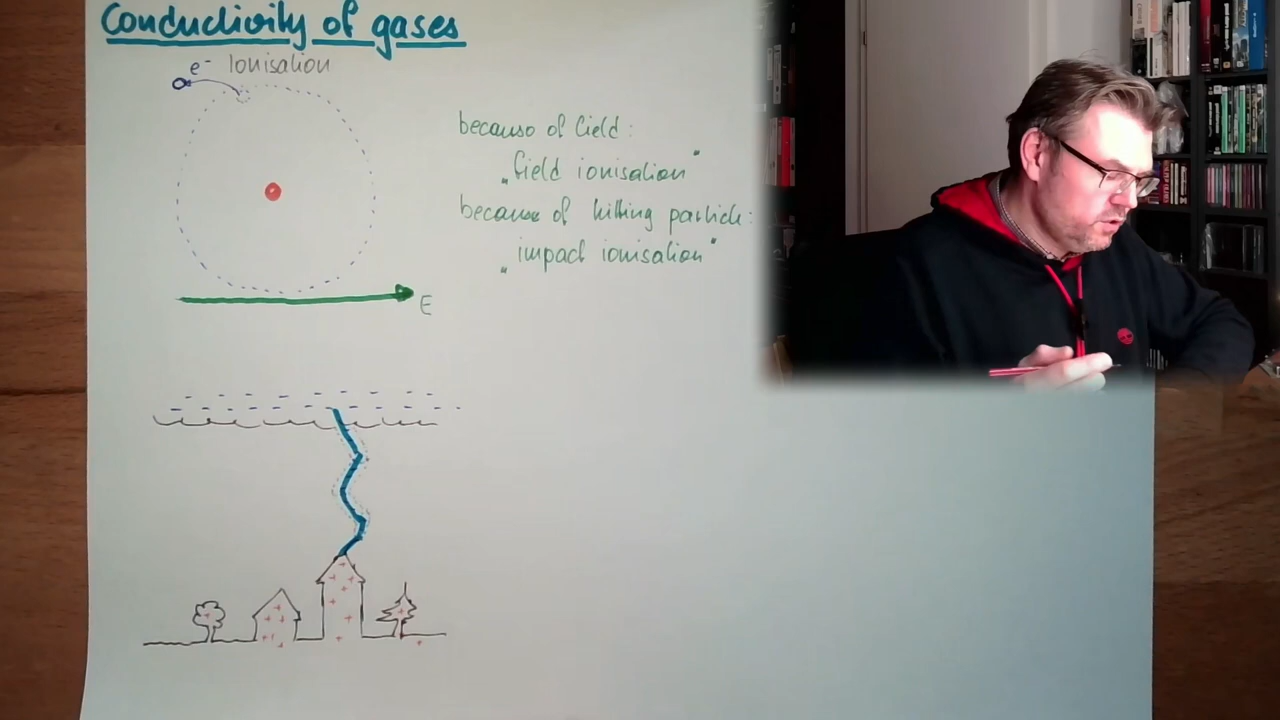 Conductivity of gases
e⁻ Ionisation
because of field:
„field ionisation"
because of hitting particle:
„impact ionisation"
E